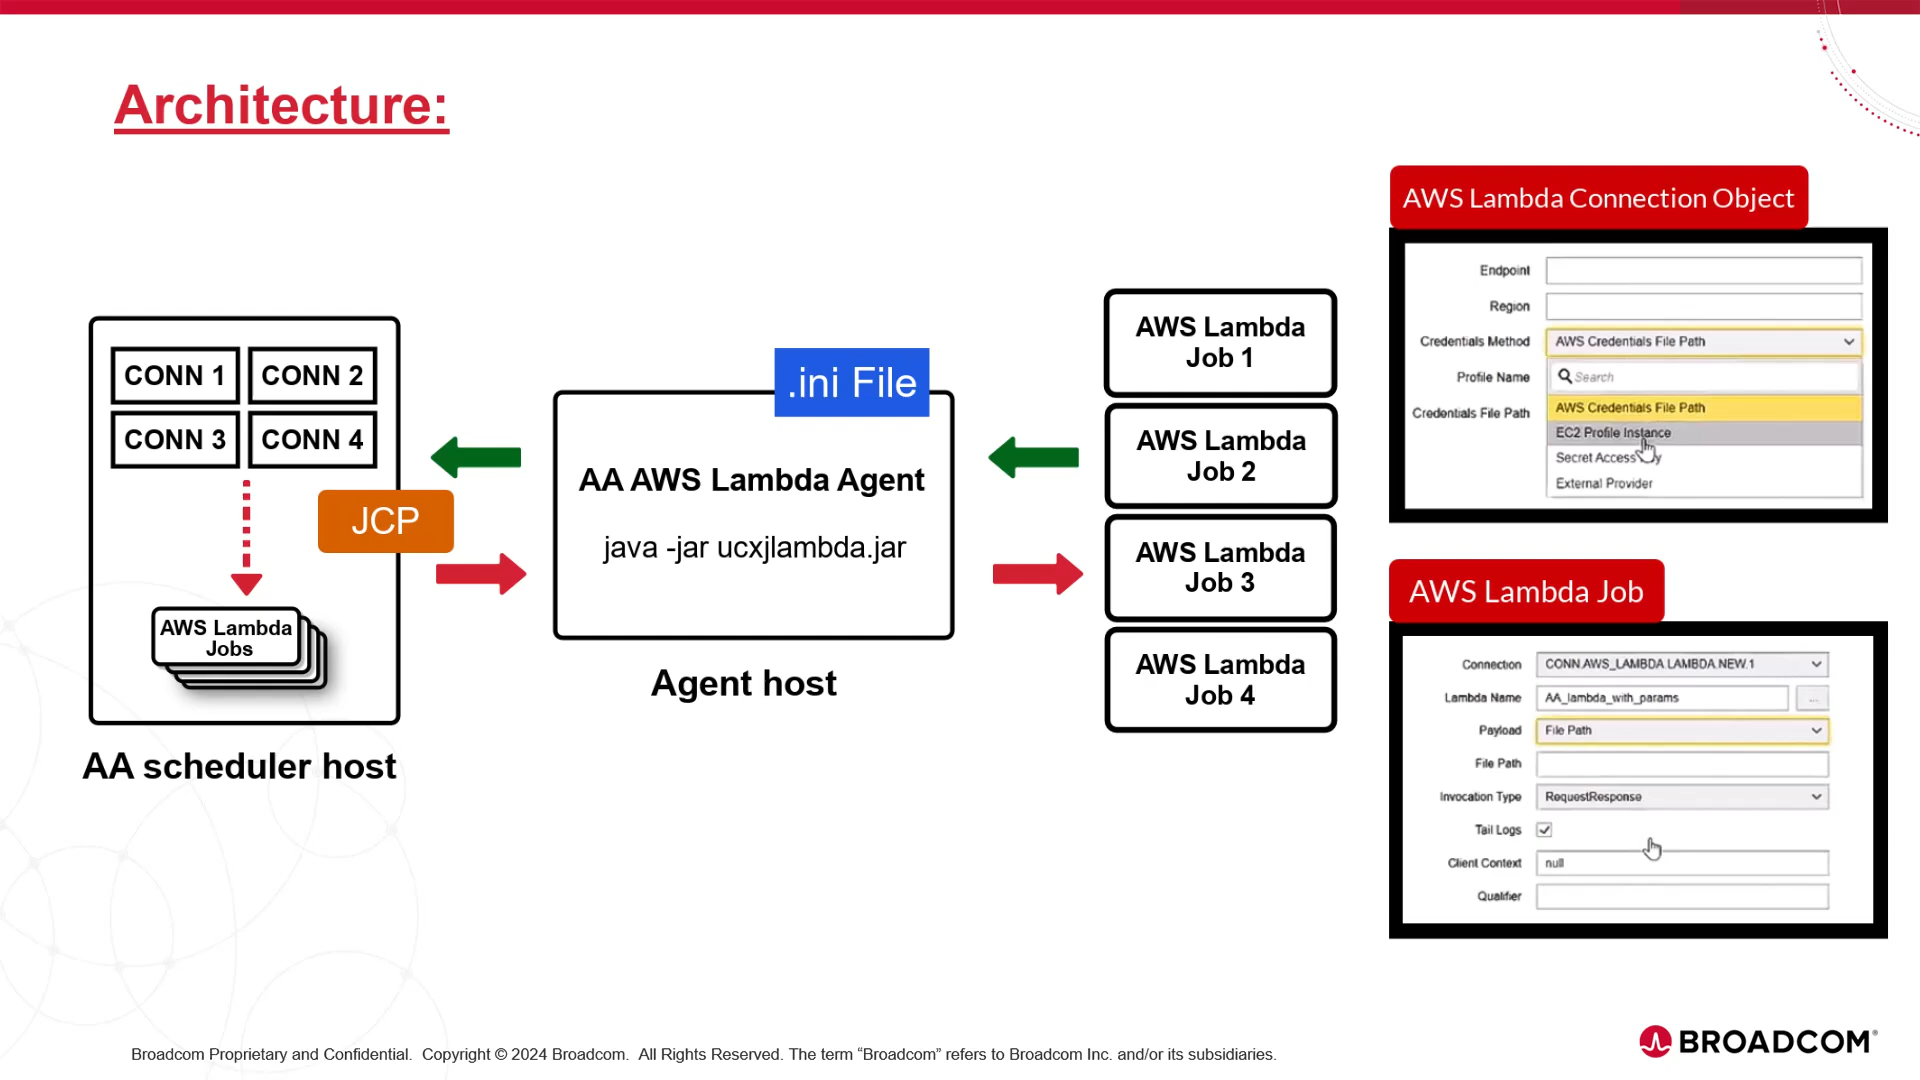 Architecture:
CONN 1
CONN 2
CONN 3
CONN 4
JCP
AWS Lambda
Jobs
AA scheduler host
.ini File
AA AWS Lambda Agent
java -jar ucxjlambda.jar
Agent host
AWS Lambda
Job 1
AWS Lambda
Job 2
AWS Lambda
Job 3
AWS Lambda
Job 4
AWS Lambda Connection Object
Endpoint
Region
Credentials Method AWS Credentials File Path
Profile Name Search
Credentials File Path AWS Credentials File Path
EC2 Profile Instance
Secret Access
External Provider
AWS Lambda Job
Connection CONN.AWS_LAMBDA.LAMBDA.NEW.1
Lambda Name AA_lambda_with_params ...
Payload File Path
File Path
Invocation Type RequestResponse
Tail Logs
Client Context null
Qualifier
Broadcom Proprietary and Confidential. Copyright © 2024 Broadcom. All Rights Reserved. The term “Broadcom” refers to Broadcom Inc. and/or its subsidiaries.
BROADCOM®